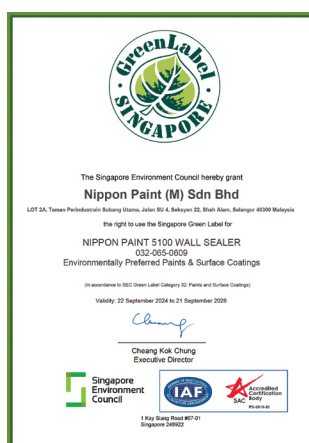 GreenLabel
SINGAPORE
The Singapore Environment Council hereby grant
Nippon Paint (M) Sdn Bhd
LOT 2A, Taman Perindustrain Subang Utama, Jalan SU 4, Seksyen 22, Shah Alam, Selangor 40300 Malaysia
the right to use the Singapore Green Label for
NIPPON PAINT 5100 WALL SEALER
032-065-0609
Environmentally Preferred Paints & Surface Coatings
(in accordance to SEC Green Label Category 32: Paints and Surface Coatings)
Validity: 22 September 2024 to 21 September 2026
Cheang Kok Chung
Executive Director
Singapore
Environment
Council
IAF
SAC
Accredited
Certification
Body
1 Kay Siang Road #07-01
Singapore 248922